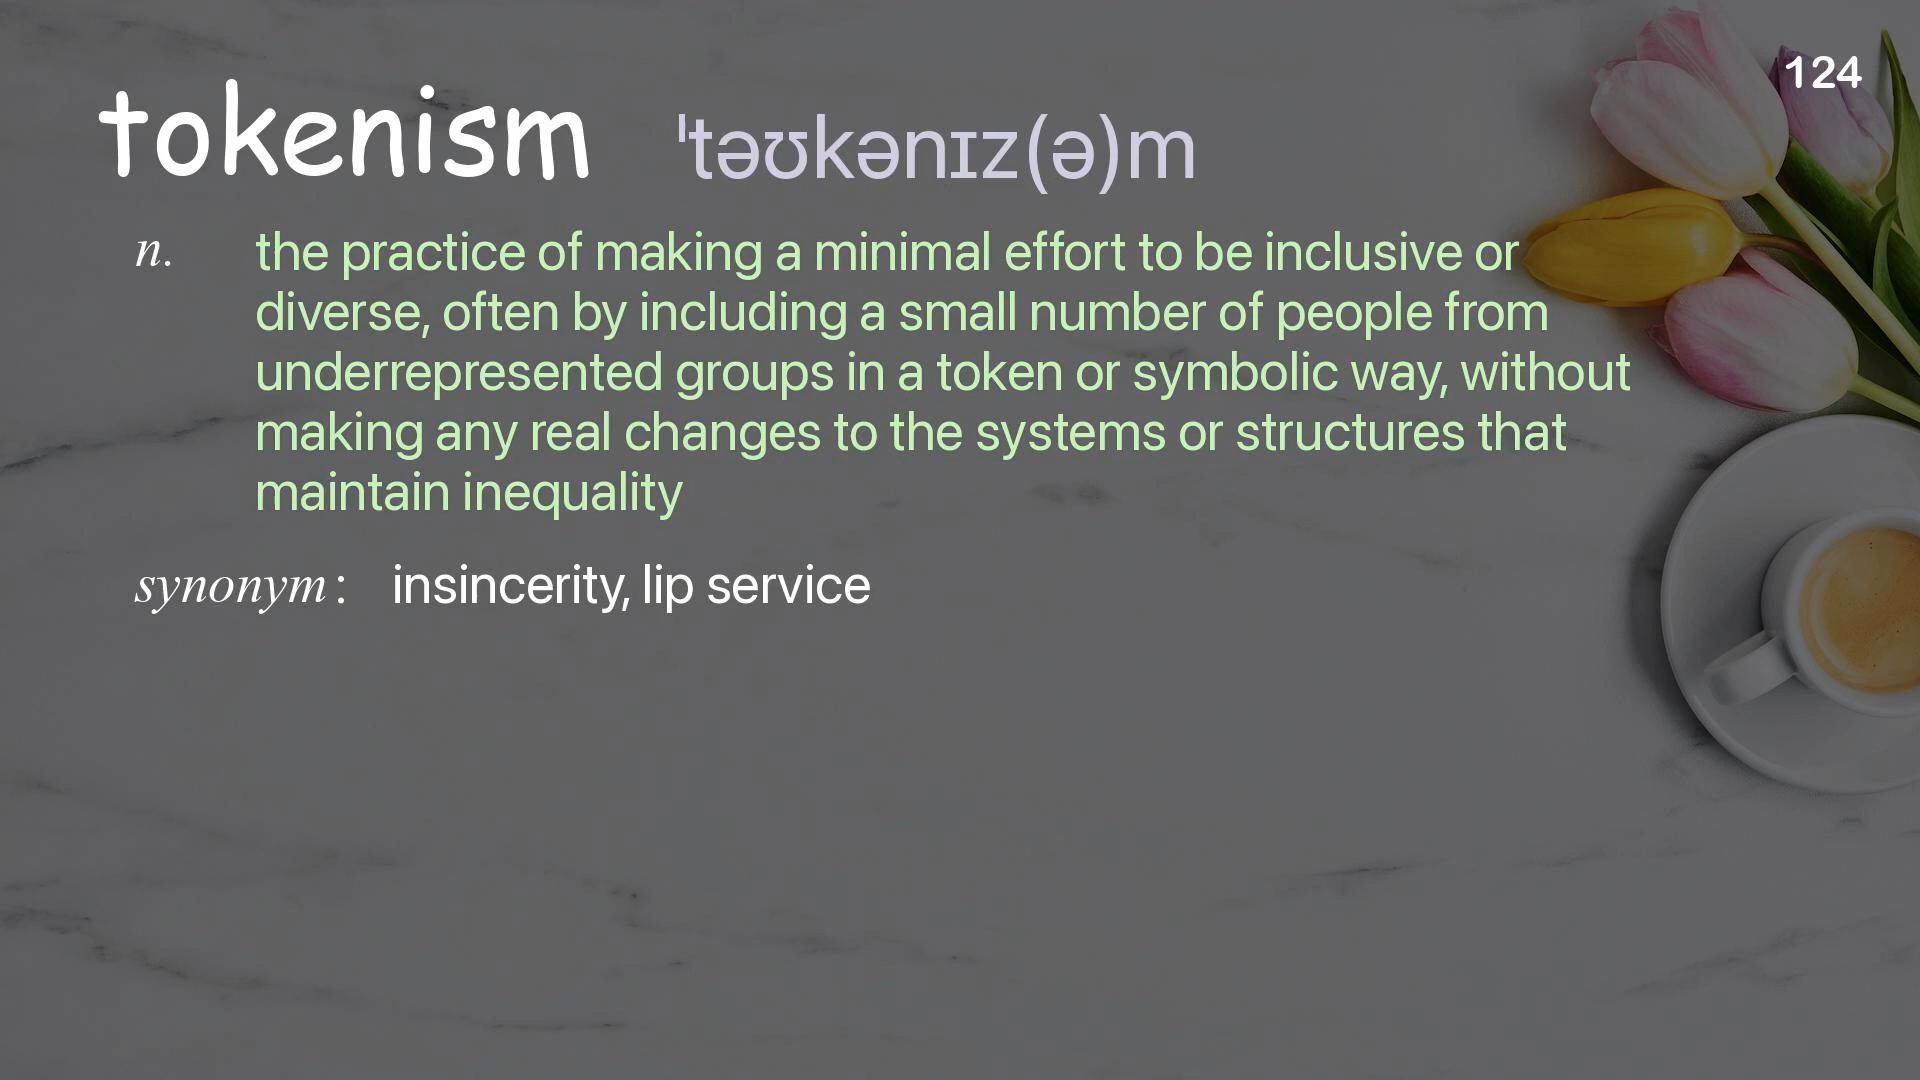 124
tokenism ˈtəʊkənɪz(ə)m
n. the practice of making a minimal effort to be inclusive or
diverse, often by including a small number of people from
underrepresented groups in a token or symbolic way, without
making any real changes to the systems or structures that
maintain inequality
synonym: insincerity, lip service